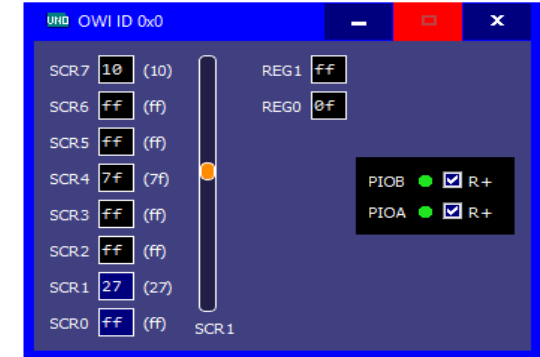 UNO OWI ID 0x0
SCR7 10 (10) REG1 ff
SCR6 ff (ff) REG0 0f
SCR5 ff (ff)
SCR4 7f (7f) PIOB R+
SCR3 ff (ff) PIOA R+
SCR2 ff (ff)
SCR1 27 (27)
SCR0 ff (ff) SCR1